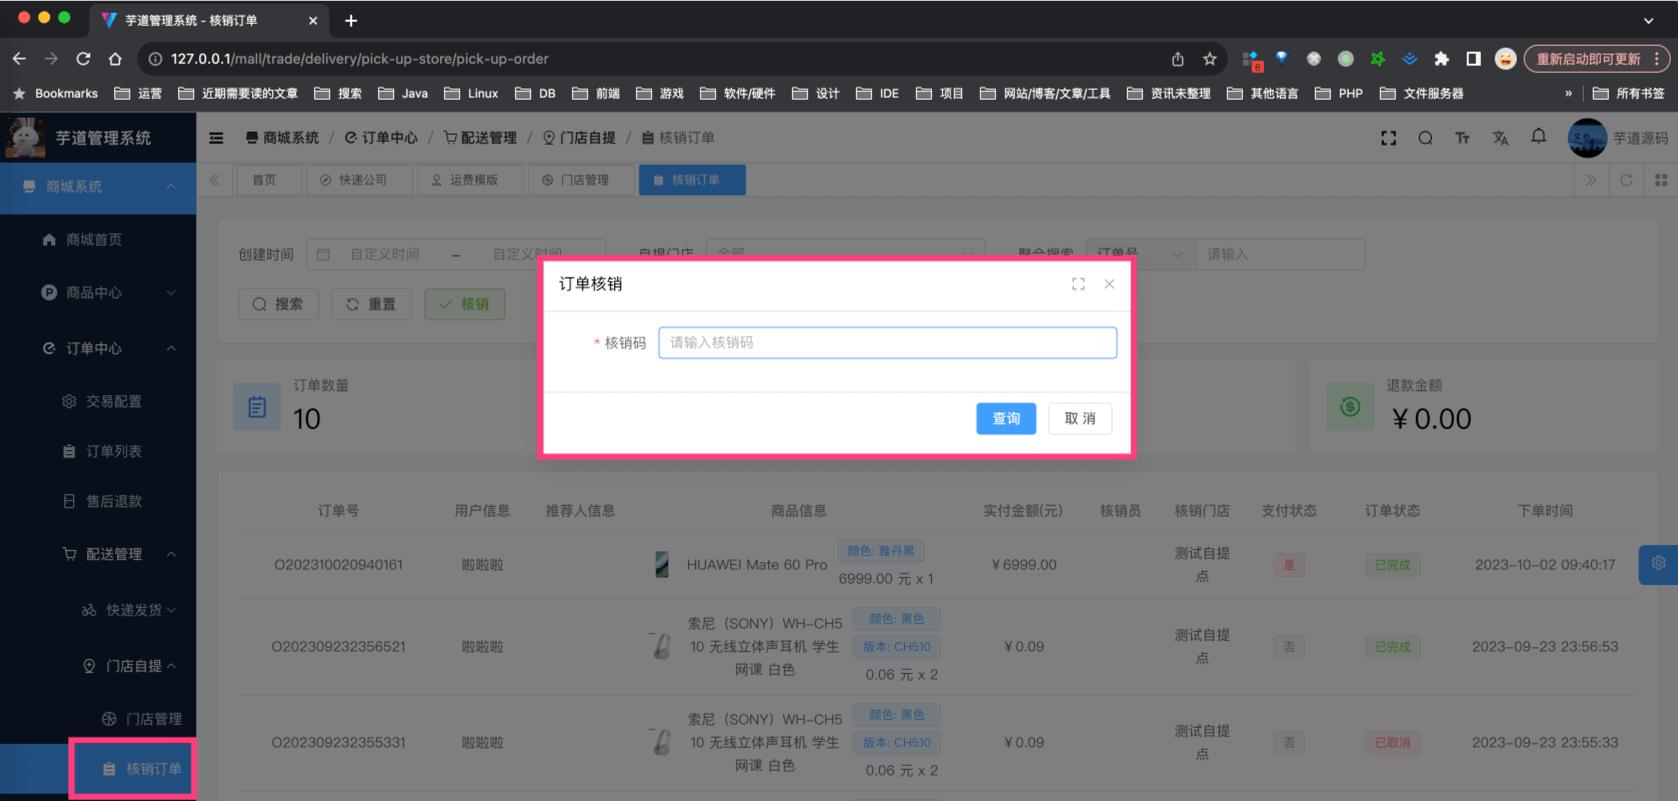 芋道管理系统 - 核销订单
127.0.0.1/mall/trade/delivery/pick-up-store/pick-up-order
6
重新启动即可更新
Bookmarks 运营 近期需要读的文章 搜索 Java Linux DB 前端 游戏 软件/硬件 设计 IDE 项目 网站/博客/文章/工具 资讯未整理 其他语言 PHP 文件服务器 » 所有书签
芋道管理系统
商城系统 / 订单中心 / 配送管理 / 门店自提 / 核销订单
芋道源码
首页 快递公司 运费模版 门店管理 核销订单
商城系统
商城首页
商品中心
订单中心
交易配置
订单列表
售后退款
配送管理
快递发货
门店自提
门店管理
核销订单
创建时间 自定义时间 - 自定义时间 自提门店 全部 聚合搜索 订单号 请输入
搜索 重置 核销
订单核销
* 核销码 请输入核销码
查询 取 消
订单数量
10
退款金额
¥0.00
订单号 用户信息 推荐人信息 商品信息 实付金额(元) 核销员 核销门店 支付状态 订单状态 下单时间
O202310020940161 啦啦啦 HUAWEI Mate 60 Pro 颜色: 雅丹黑 6999.00 元 x 1 ¥6999.00 测试自提点 是 已完成 2023-10-02 09:40:17
O202309232356521 啦啦啦 索尼（SONY）WH-CH510 无线立体声耳机 学生网课 白色 颜色: 黑色 版本: CH510 0.06 元 x 2 ¥0.09 测试自提点 否 已完成 2023-09-23 23:56:53
O202309232355331 啦啦啦 索尼（SONY）WH-CH510 无线立体声耳机 学生网课 白色 颜色: 黑色 版本: CH510 0.06 元 x 2 ¥0.09 测试自提点 否 已取消 2023-09-23 23:55:33